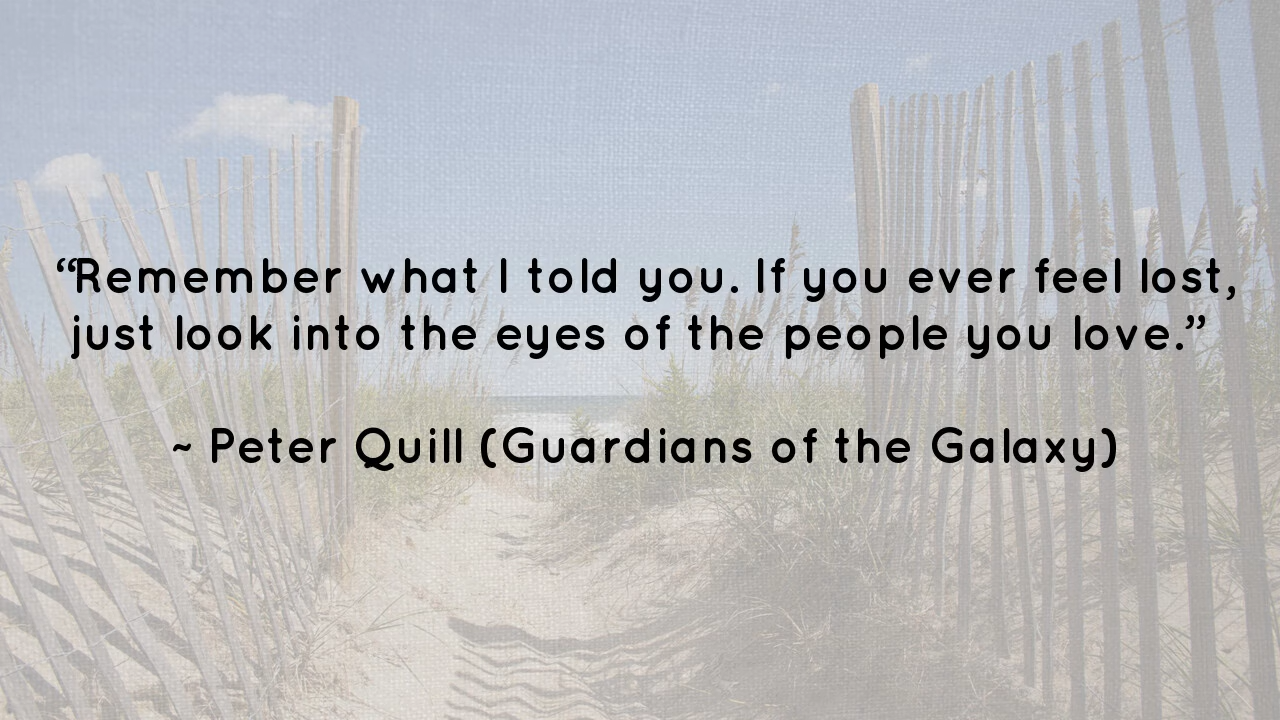 “Remember what I told you. If you ever feel lost,
just look into the eyes of the people you love.”
~ Peter Quill (Guardians of the Galaxy)